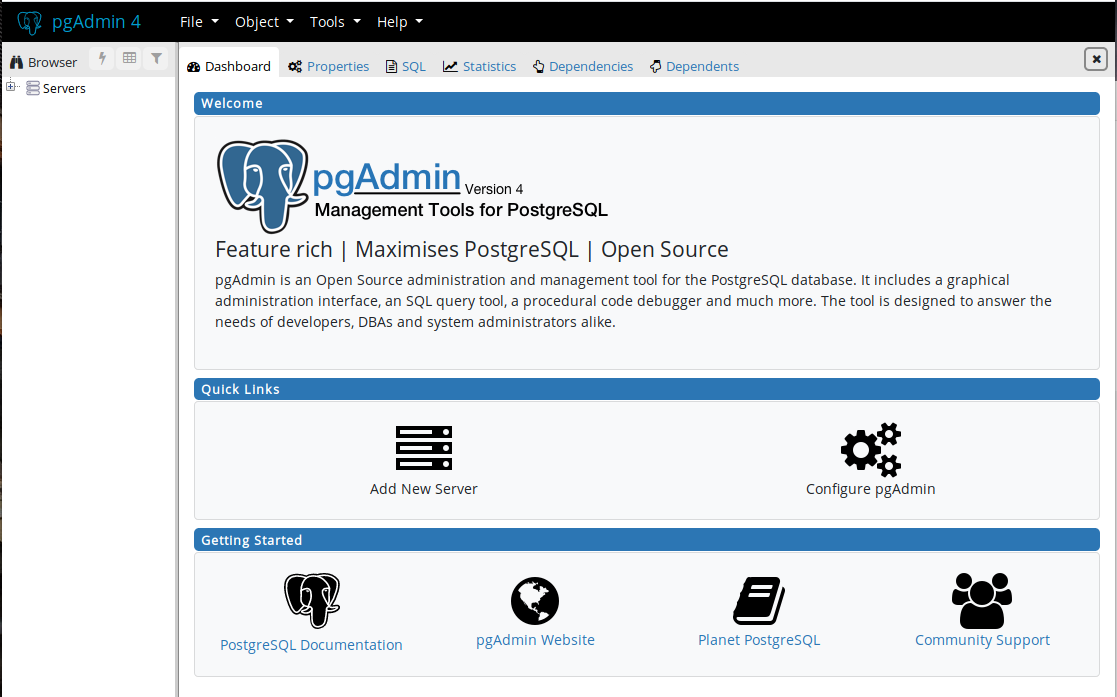 pgAdmin 4 File Object Tools Help
Browser
Servers
Dashboard Properties SQL Statistics Dependencies Dependents
Welcome
pgAdmin Version 4
Management Tools for PostgreSQL
Feature rich | Maximises PostgreSQL | Open Source
pgAdmin is an Open Source administration and management tool for the PostgreSQL database. It includes a graphical
administration interface, an SQL query tool, a procedural code debugger and much more. The tool is designed to answer the
needs of developers, DBAs and system administrators alike.
Quick Links
Add New Server Configure pgAdmin
Getting Started
PostgreSQL Documentation pgAdmin Website Planet PostgreSQL Community Support